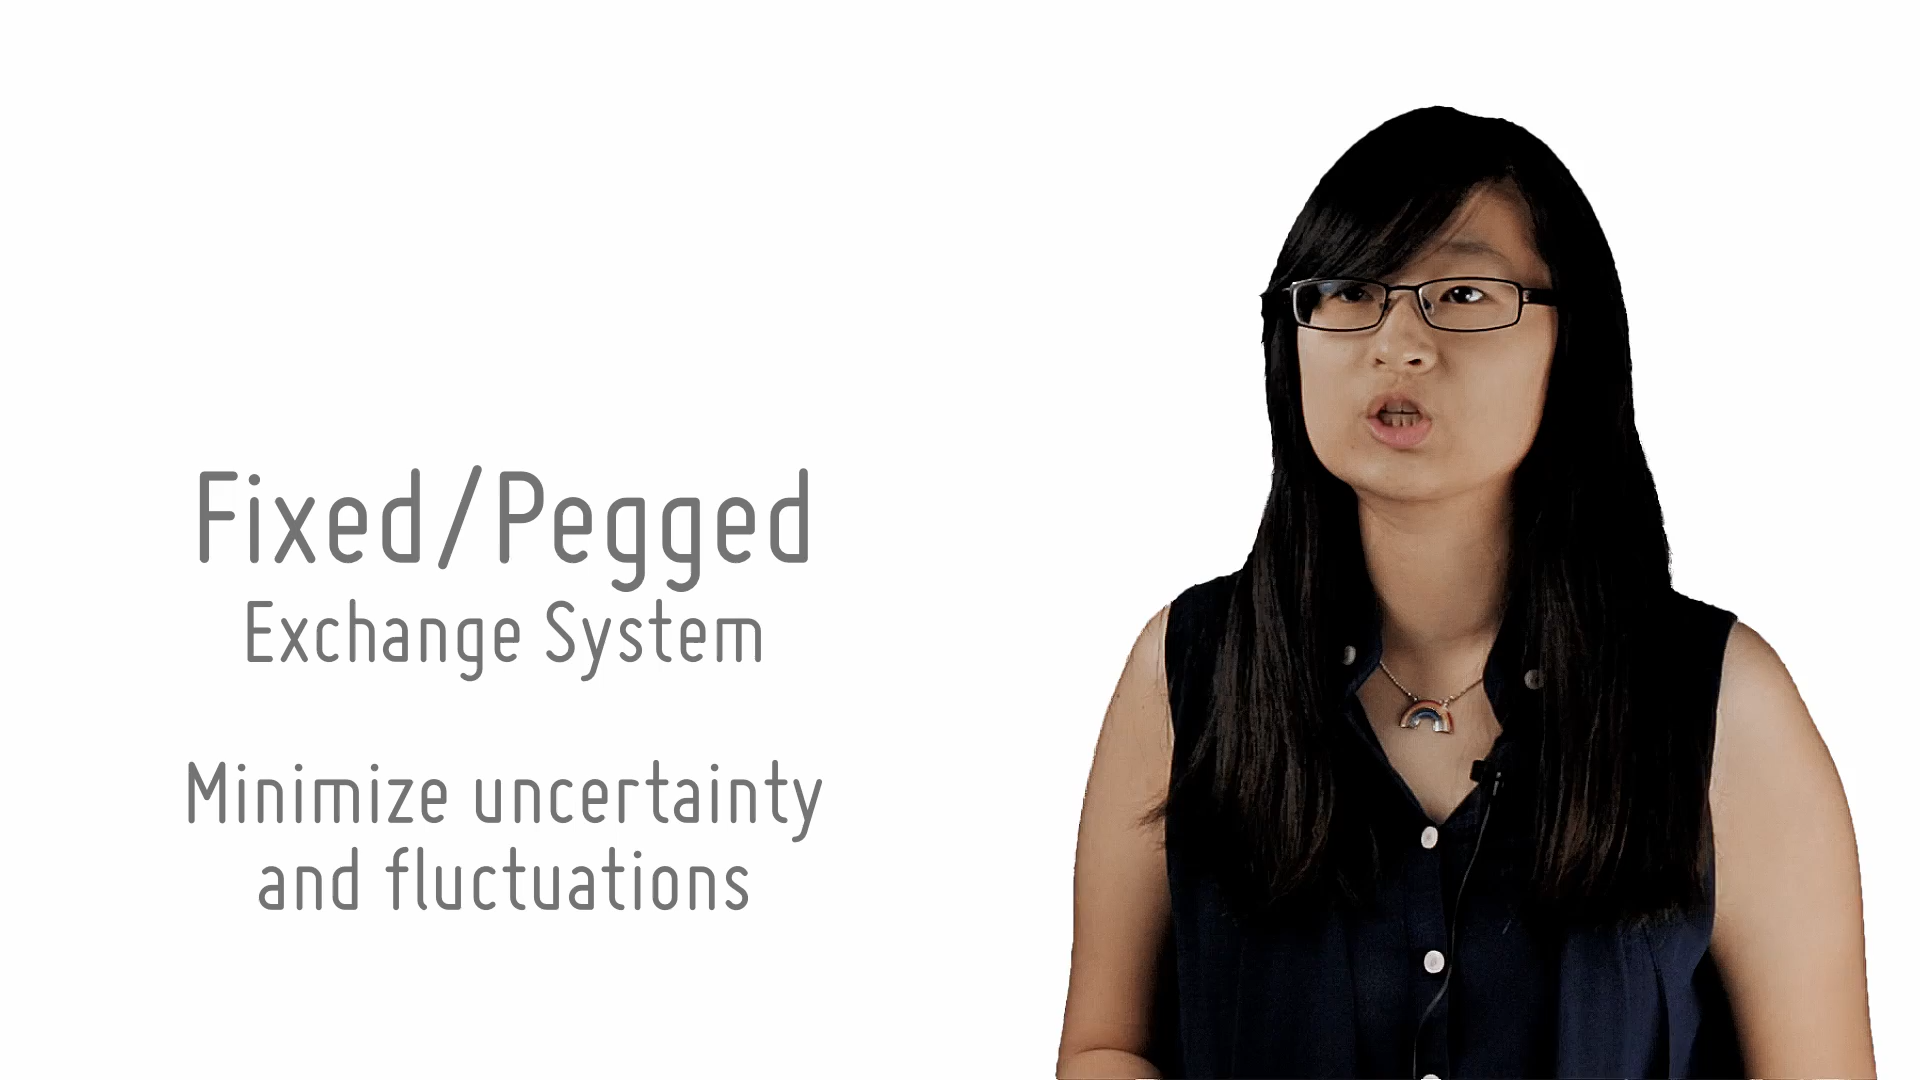 Fixed/Pegged
Exchange System
Minimize uncertainty
and fluctuations